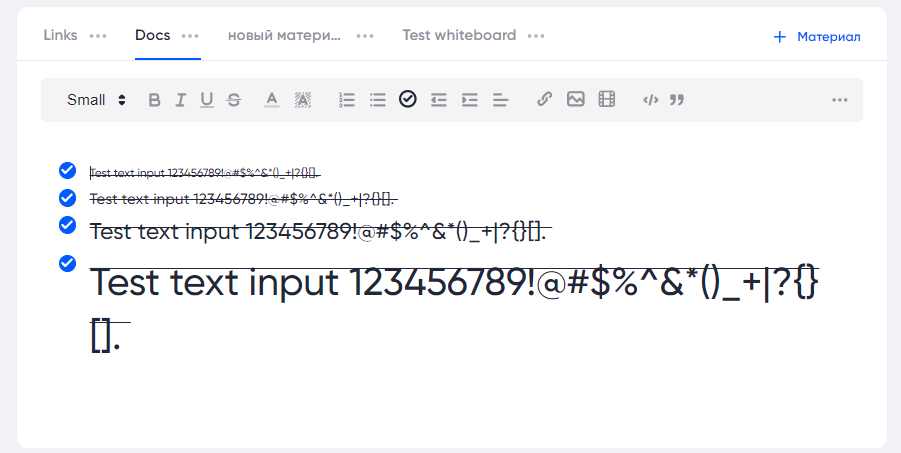 Links
Docs
новый матери...
Test whiteboard
+ Материал
Small B I U S A A
Test text input 123456789!@#$%^&*()_+|?{}[].
Test text input 123456789!@#$%^&*()_+|?{}[].
Test text input 123456789!@#$%^&*()_+|?{}[].
Test text input 123456789!@#$%^&*()_+|?{}
[].